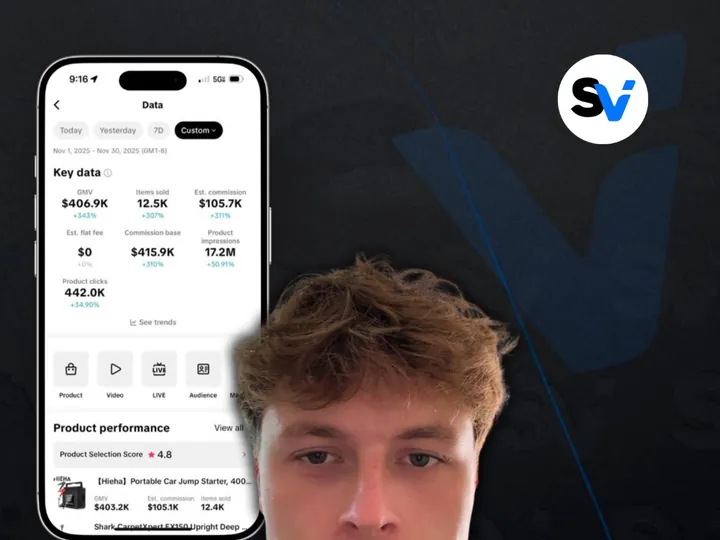 9:16
5G
Data
Today Yesterday 7D Custom
Nov 1, 2025 - Nov 30, 2025 (GMT-8)
Key data
GMV Items sold Est. commission
$406.9K 12.5K $105.7K
+343% +307% +311%
Est. flat fee Commission base Product impressions
$0 $415.9K 17.2M
+0% +310% +50.91%
Product clicks
442.0K
+34.90%
See trends
LIVE
Product Video LIVE Audience
Product performance View all
Product Selection Score ★ 4.8
HIEHA
【Hieha】Portable Car Jump Starter, 400...
GMV Est. commission Items sold
$403.2K $105.1K 12.4K
Shark CarpetXpert EX150 Upright Deep ...
SV